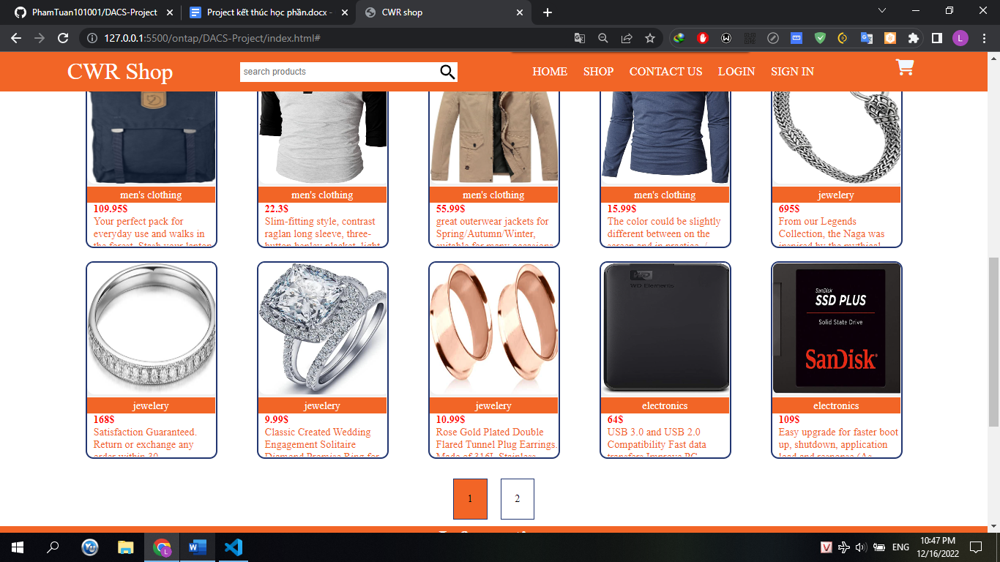 PhamTuan101001/DACS-Project
Project kết thúc học phần.docx -
CWR shop
127.0.0.1:5500/ontap/DACS-Project/index.html#
CWR Shop
search products
HOME
SHOP
CONTACT US
LOGIN
SIGN IN
men's clothing
109.95$
Your perfect pack for
everyday use and walks in
the forest. Stash your laptop
men's clothing
22.3$
Slim-fitting style, contrast
raglan long sleeve, three-
button henley placket, light
men's clothing
55.99$
great outerwear jackets for
Spring/Autumn/Winter,
suitable for many occasions
men's clothing
15.99$
The color could be slightly
different between on the
screen and in practice. /
jewelery
695$
From our Legends
Collection, the Naga was
inspired by the mythical
jewelery
168$
Satisfaction Guaranteed.
Return or exchange any
order within 30
jewelery
9.99$
Classic Created Wedding
Engagement Solitaire
Diamond Promise Ring for
jewelery
10.99$
Rose Gold Plated Double
Flared Tunnel Plug Earrings.
Made of 316L Stainless
WD Elements
electronics
64$
USB 3.0 and USB 2.0
Compatibility Fast data
transfers Improve PC
SanDisk
SSD PLUS
Solid State Drive
SanDisk
electronics
109$
Easy upgrade for faster boot
up, shutdown, application
load and response (As
1
2
ENG
10:47 PM
12/16/2022